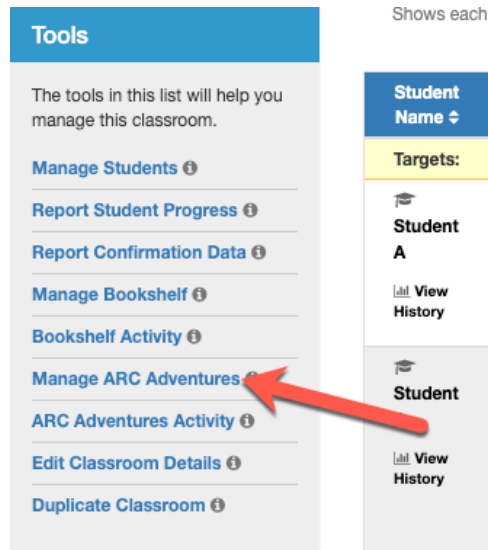 Shows each
Tools
The tools in this list will help you
manage this classroom.
Manage Students
Report Student Progress
Report Confirmation Data
Manage Bookshelf
Bookshelf Activity
Manage ARC Adventures
ARC Adventures Activity
Edit Classroom Details
Duplicate Classroom
Student
Name
Targets:
Student
A
View
History
Student
View
History